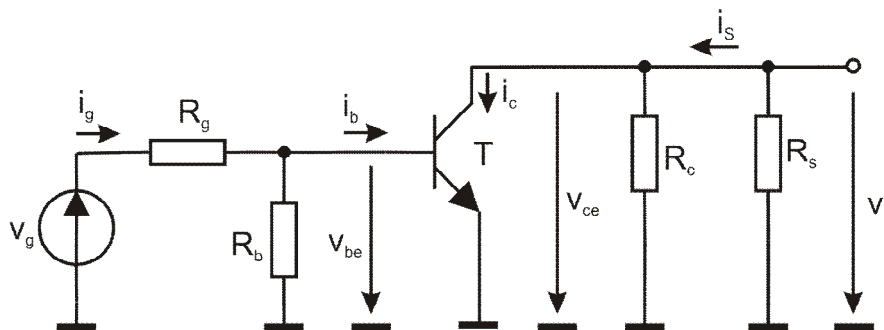 i_S
i_g
R_g
i_b
i_c
T
R_c
R_s
v_g
R_b
v_be
v_ce
v